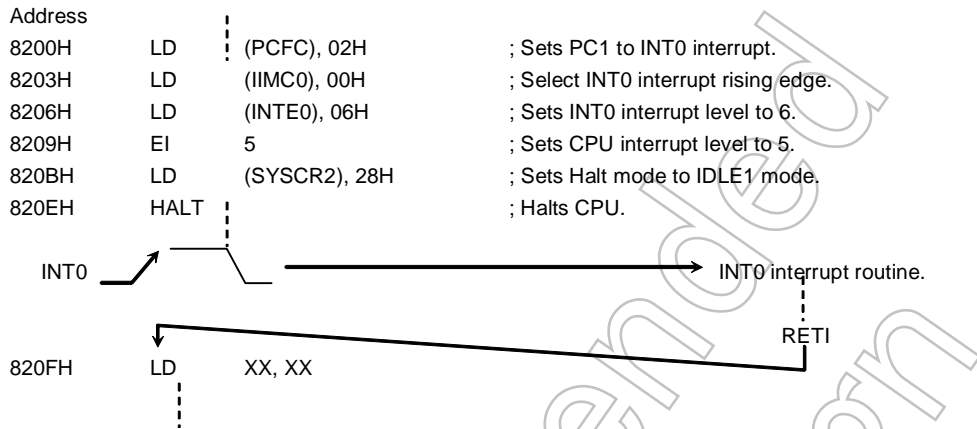 Address
8200H LD (PCFC), 02H ; Sets PC1 to INT0 interrupt.
8203H LD (IIMC0), 00H ; Select INT0 interrupt rising edge.
8206H LD (INTE0), 06H ; Sets INT0 interrupt level to 6.
8209H EI 5 ; Sets CPU interrupt level to 5.
820BH LD (SYSCR2), 28H ; Sets Halt mode to IDLE1 mode.
820EH HALT ; Halts CPU.
INT0 INT0 interrupt routine.
RETI
820FH LD XX, XX